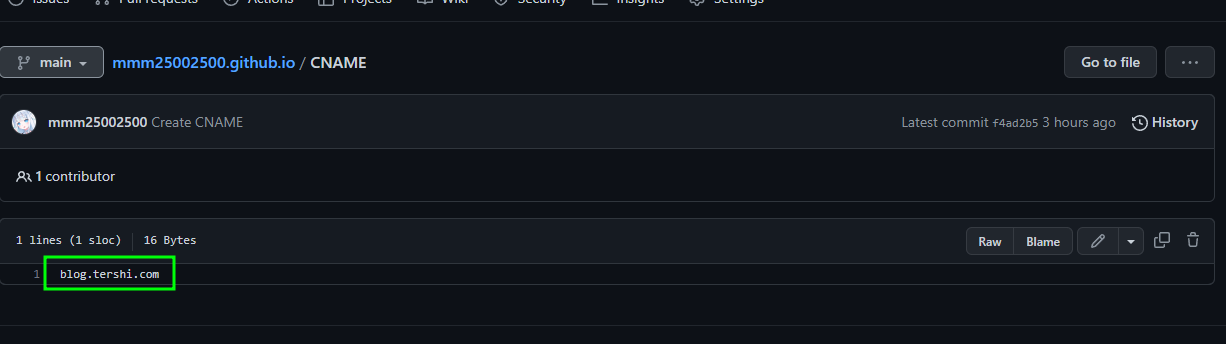 Issues Pull requests Actions Projects Wiki Security Insights Settings
main mmm25002500.github.io / CNAME Go to file ...
mmm25002500 Create CNAME Latest commit f4ad2b5 3 hours ago History
1 contributor
1 lines (1 sloc) 16 Bytes Raw Blame
1 blog.tershi.com